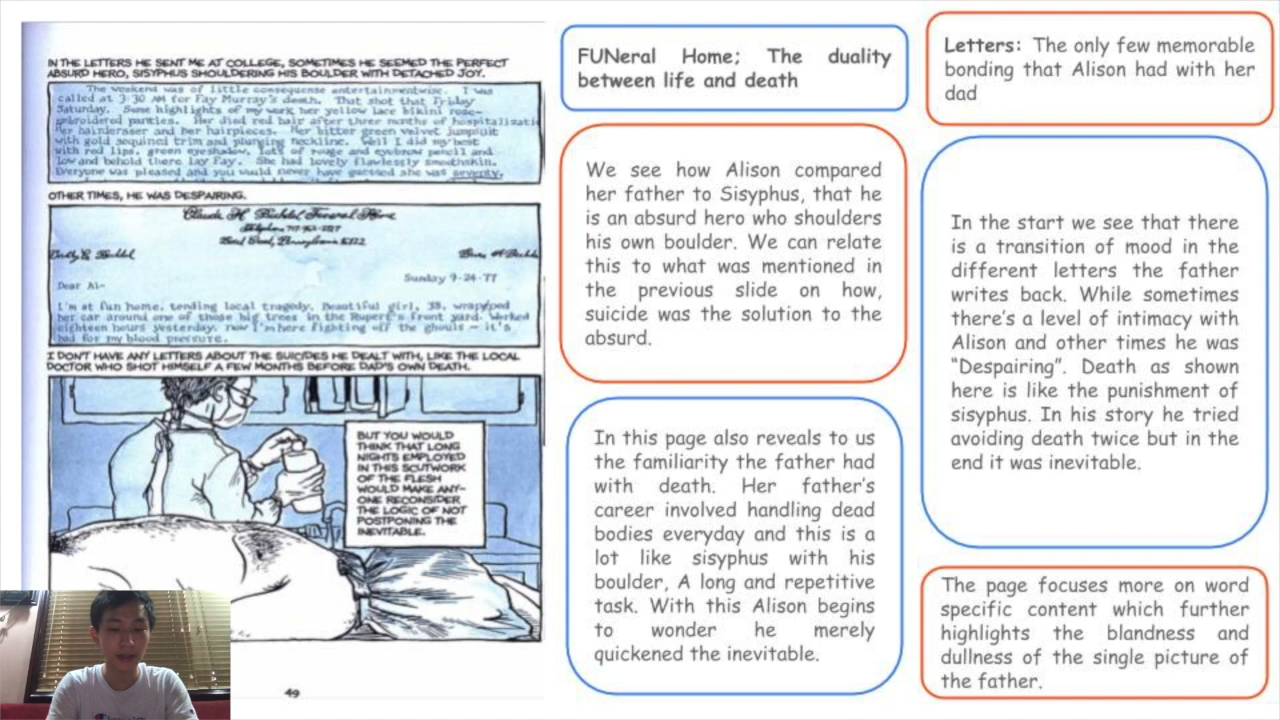 IN THE LETTERS HE SENT ME AT COLLEGE, SOMETIMES HE SEEMED THE PERFECT
ABSURD HERO, SISYPHUS SHOULDERING HIS BOULDER WITH DETACHED JOY.
The weekend was of little consequence entertainmentwise. I was
called at 3:30 AM for Fay Murray's death. That shot that Friday
Saturday. Some highlights of my work her yellow lace bikini rose-
embroidered panties. Her died red hair after three months of
Her hairdresser and her hairpieces. Her bitter green velvet jumpsuit
with gold sequined trim and plunging neckline. Well I did my best
with red lips, green eyeshadow, lots of rouge and eyebrow pencil and
low and behold there lay Fay. She had lovely flawlessly smooth skin.
Everyone was pleased and you would never have guessed she was seventy.
OTHER TIMES, HE WAS DESPAIRING.
Funeral Home
Sunday 9-24-77
Dear Al-
I'm at fun home, tending local tragedy. Beautiful girl, 38, wrapped
her car around one of those big trees in the Rupert's front yard. Worked
eighteen hours yesterday. now I'm here fighting off the ghouls - it's
bad for my blood pressure.
I DON'T HAVE ANY LETTERS ABOUT THE SUICIDES HE DEALT WITH, LIKE THE LOCAL
DOCTOR WHO SHOT HIMSELF A FEW MONTHS BEFORE DAD'S OWN DEATH.
BUT YOU WOULD
THINK THAT LONG
NIGHTS EMPLOYED
IN THIS SCUTWORK
OF THE FLESH
WOULD MAKE ANY-
ONE RECONSIDER
THE LOGIC OF NOT
POSTPONING THE
INEVITABLE.
49
FUNeral Home; The duality
between life and death
We see how Alison compared
her father to Sisyphus, that he
is an absurd hero who shoulders
his own boulder. We can relate
this to what was mentioned in
the previous slide on how,
suicide was the solution to the
absurd.
In this page also reveals to us
the familiarity the father had
with death. Her father's
career involved handling dead
bodies everyday and this is a
lot like sisyphus with his
boulder, A long and repetitive
task. With this Alison begins
to wonder he merely
quickened the inevitable.
Letters: The only few memorable
bonding that Alison had with her
dad
In the start we see that there
is a transition of mood in the
different letters the father
writes back. While sometimes
there's a level of intimacy with
Alison and other times he was
"Despairing". Death as shown
here is like the punishment of
sisyphus. In his story he tried
avoiding death twice but in the
end it was inevitable.
The page focuses more on word
specific content which further
highlights the blandness and
dullness of the single picture of
the father.